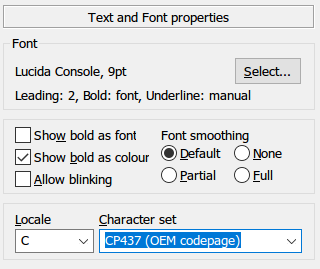 Text and Font properties
Font
Lucida Console, 9pt
Select...
Leading: 2, Bold: font, Underline: manual
Show bold as font
Show bold as colour
Allow blinking
Font smoothing
Default
None
Partial
Full
Locale
Character set
C
CP437 (OEM codepage)